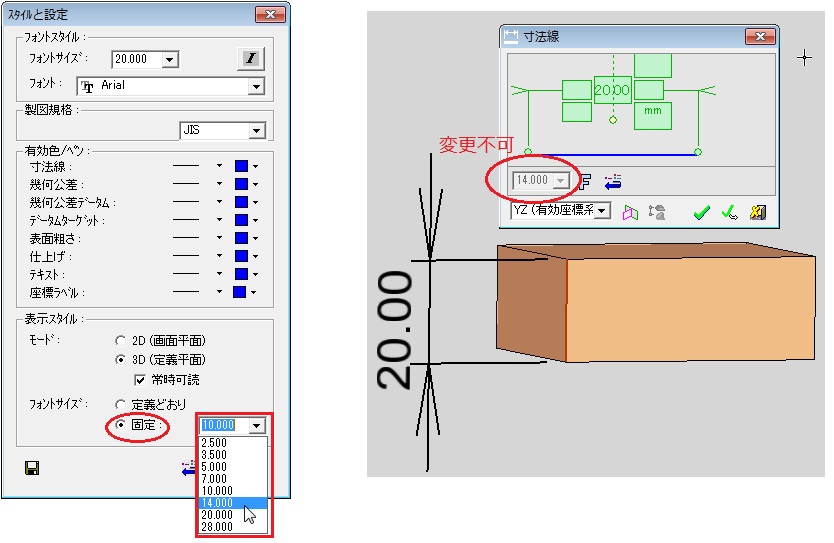 ｽﾀｲﾙと設定
ﾌｫﾝﾄｽﾀｲﾙ:
ﾌｫﾝﾄｻｲｽﾞ: 20.000 I
ﾌｫﾝﾄ: Arial
製図規格:
JIS
有効色/ﾍﾟﾝ:
寸法線:
幾何公差:
幾何公差ﾃﾞｰﾀﾑ:
ﾃﾞｰﾀﾑﾀｰｹﾞｯﾄ:
表面粗さ:
仕上げ:
ﾃｷｽﾄ:
座標ﾗﾍﾞﾙ:
表示ｽﾀｲﾙ:
ﾓｰﾄﾞ: 2D (画面平面)
3D (定義平面)
常時可読
ﾌｫﾝﾄｻｲｽﾞ: 定義どおり
固定: 10.000
2.500
3.500
5.000
7.000
10.000
14.000
20.000
28.000
寸法線
20.00
mm
変更不可
14.000 F
YZ (有効座標系
20.00